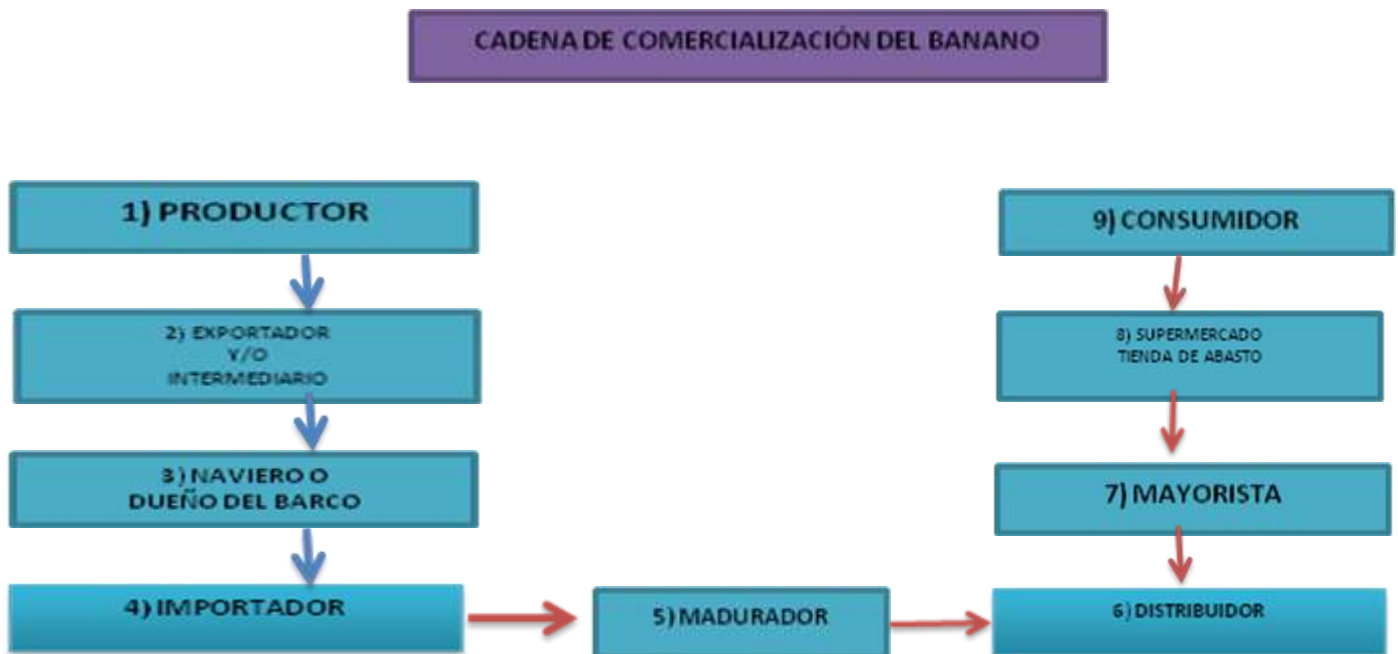 CADENA DE COMERCIALIZACIÓN DEL BANANO
1) PRODUCTOR
2) EXPORTADOR
Y/O
INTERMEDIARIO
3) NAVIERO O
DUEÑO DEL BARCO
4) IMPORTADOR
5) MADURADOR
6) DISTRIBUIDOR
7) MAYORISTA
8) SUPERMERCADO
TIENDA DE ABASTO
9) CONSUMIDOR